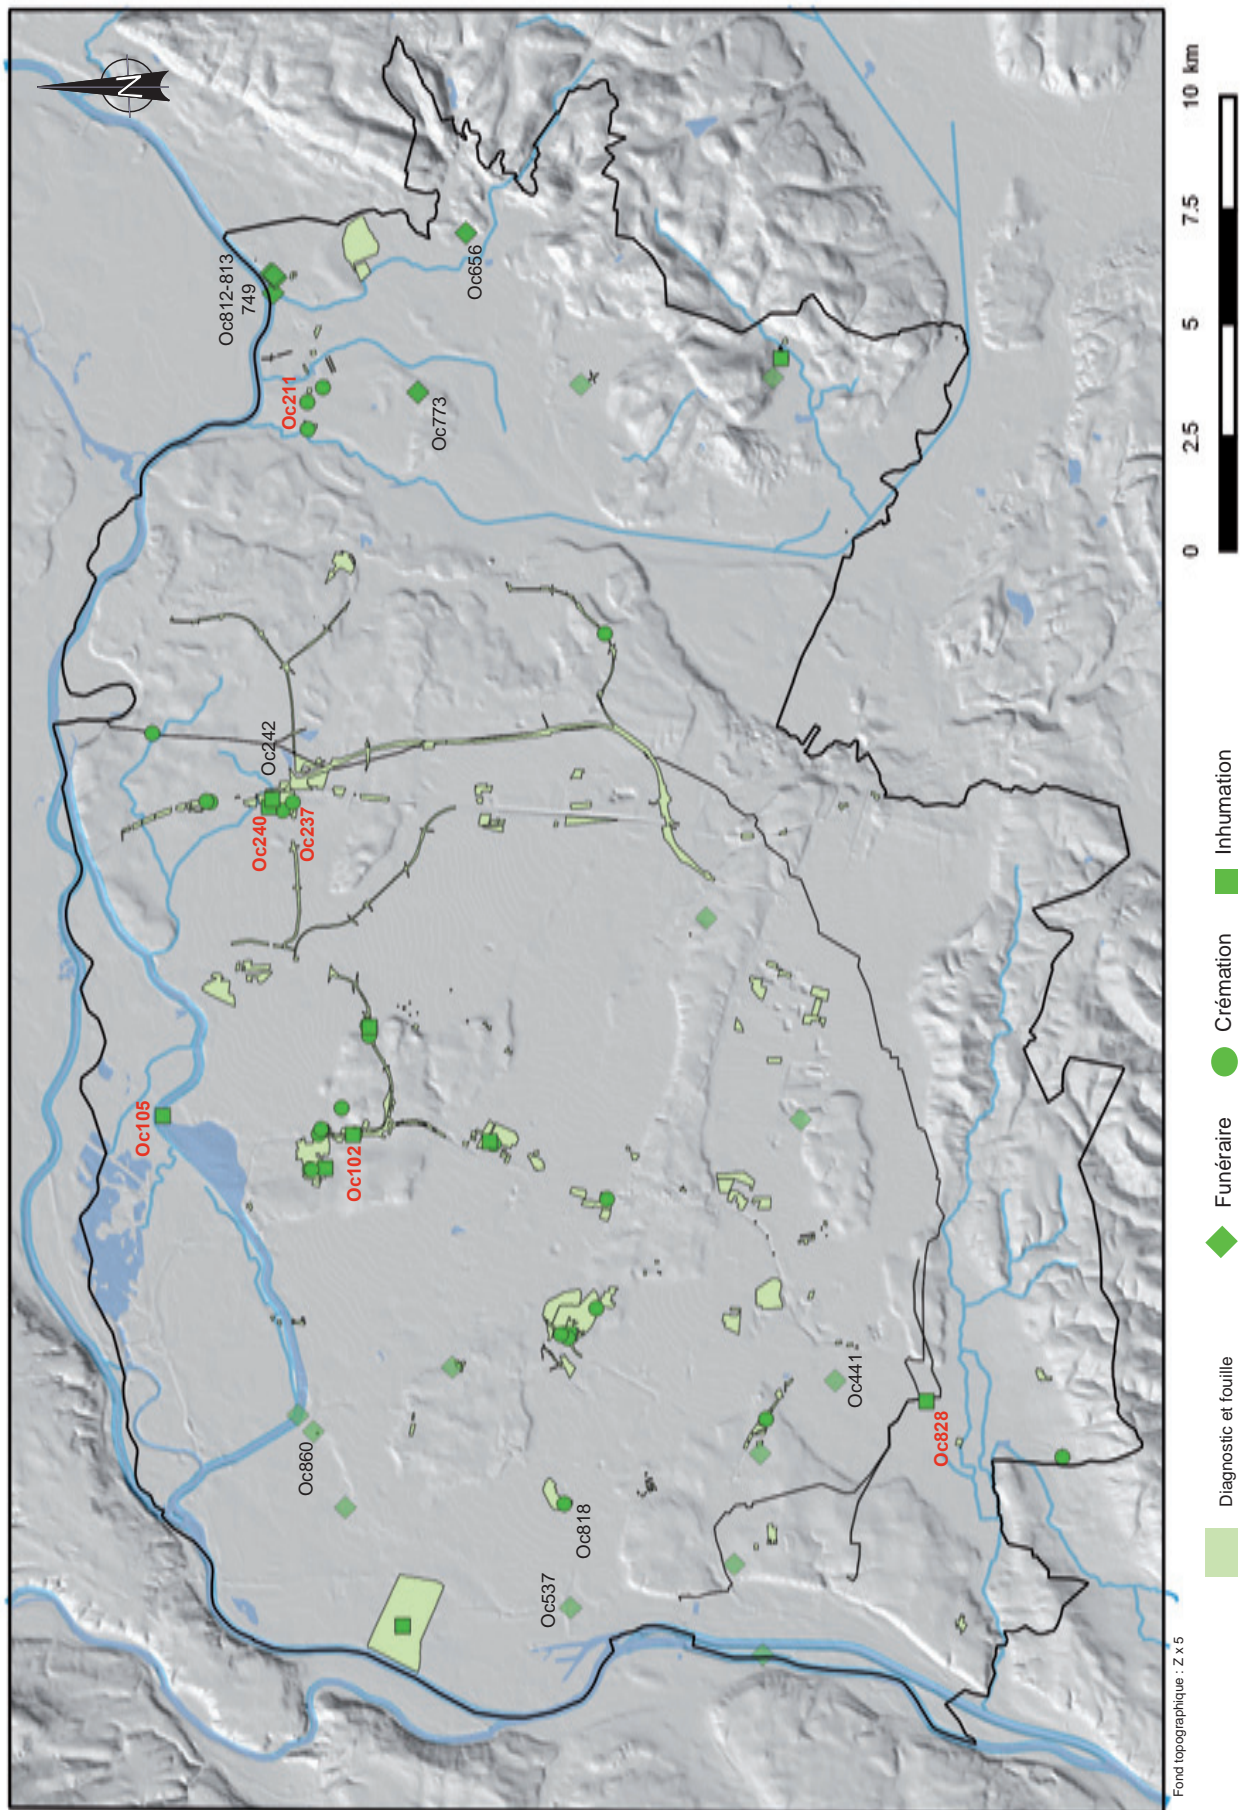 N
Oc812-813
749
Oc656
Oc211
Oc773
Oc242
Oc240
Oc237
Oc105
Oc102
Oc860
Oc441
Oc828
Oc818
Oc537
Fond topographique : Z x 5
Diagnostic et fouille
Funéraire
Crémation
Inhumation
0 2.5 5 7.5 10 km